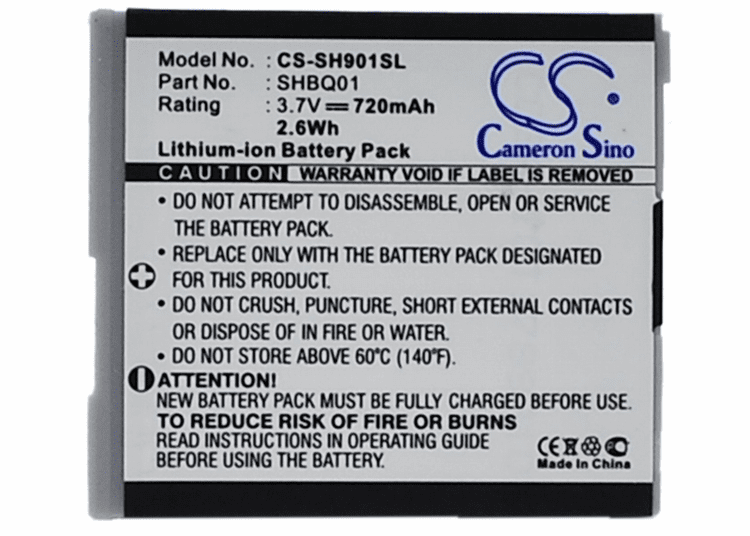 Model No. : CS-SH901SL
Part No. : SHBQ01
Rating : 3.7V⎓720mAh
2.6Wh
Lithium-ion Battery Pack
CS
Cameron Sino
CAUTION WARRANTY VOID IF LABEL IS REMOVED
• DO NOT ATTEMPT TO DISASSEMBLE, OPEN OR SERVICE
THE BATTERY PACK.
• REPLACE ONLY WITH THE BATTERY PACK DESIGNATED
FOR THIS PRODUCT.
• DO NOT CRUSH, PUNCTURE, SHORT EXTERNAL CONTACTS
OR DISPOSE OF IN FIRE OR WATER.
• DO NOT STORE ABOVE 60°C (140°F).
ATTENTION!
NEW BATTERY PACK MUST BE FULLY CHARGED BEFORE USE
TO REDUCE RISK OF FIRE OR BURNS
READ INSTRUCTIONS IN OPERATING GUIDE
BEFORE USING BATTERY PACK
CE
Made in China